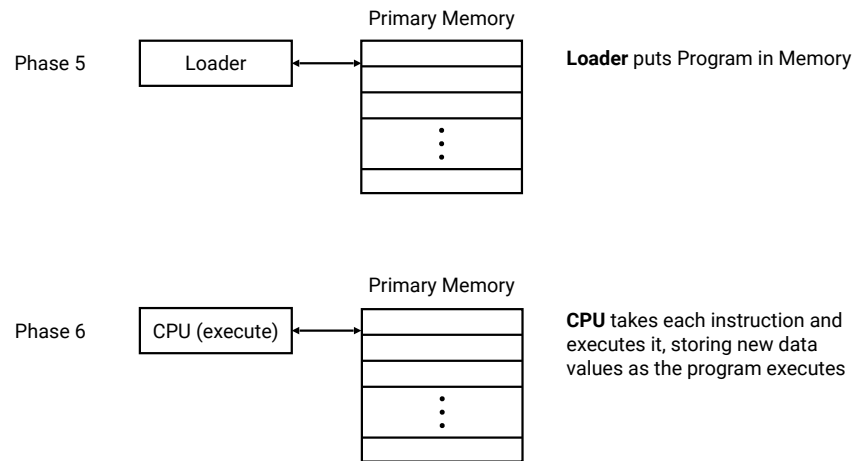 Primary Memory
Phase 5
Loader
Loader puts Program in Memory
Primary Memory
Phase 6
CPU (execute)
CPU takes each instruction and
executes it, storing new data
values as the program executes